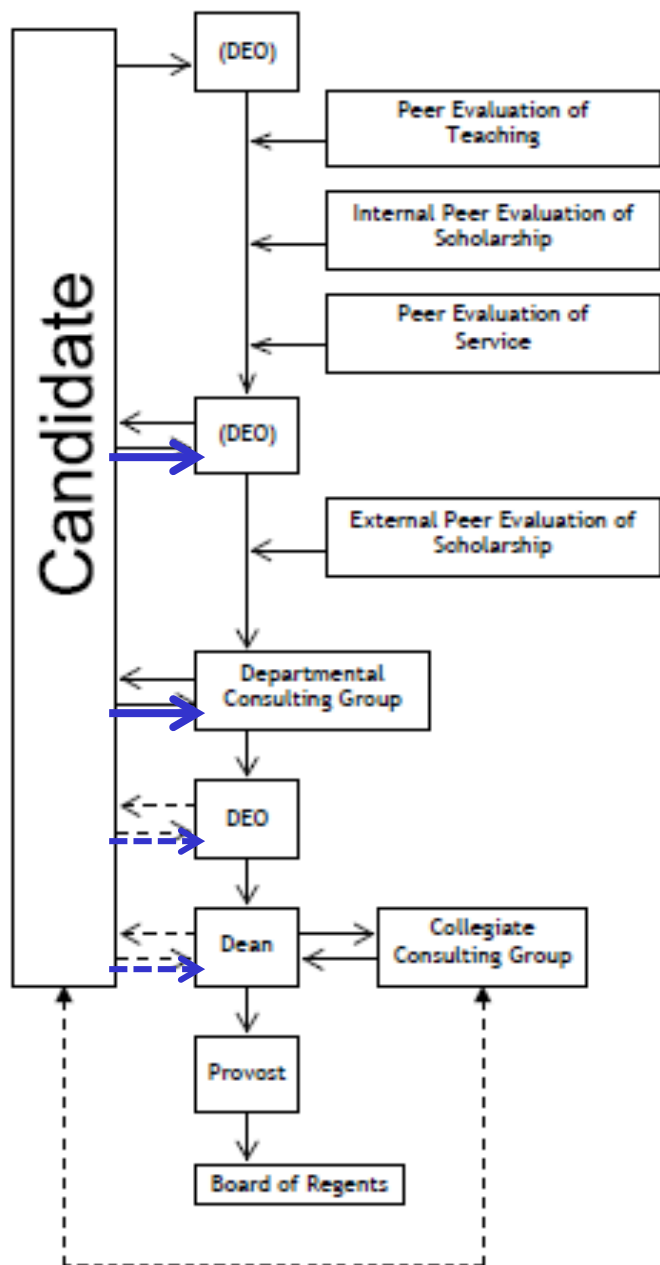 (DEO)
Peer Evaluation of
Teaching
Internal Peer Evaluation of
Scholarship
Peer Evaluation of
Service
Candidate
(DEO)
External Peer Evaluation of
Scholarship
Departmental
Consulting Group
DEO
Dean
Collegiate
Consulting Group
Provost
Board of Regents